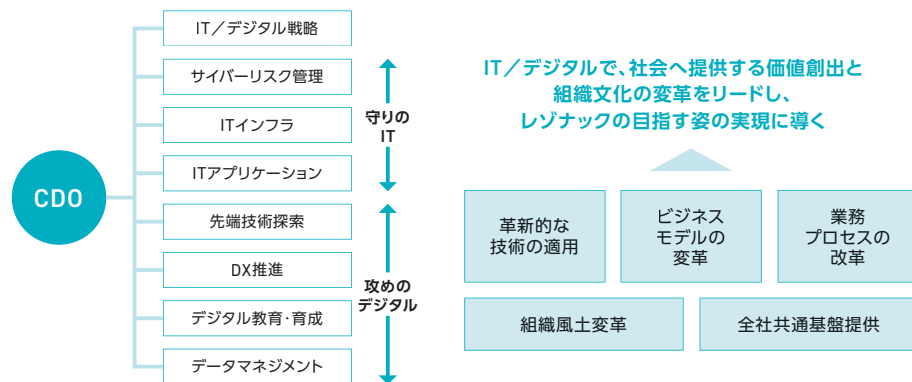 CDO
IT／デジタル戦略
サイバーリスク管理
ITインフラ
ITアプリケーション
先端技術探索
DX推進
デジタル教育・育成
データマネジメント
守りの
IT
攻めの
デジタル
IT／デジタルで、社会へ提供する価値創出と
組織文化の変革をリードし、
レゾナックの目指す姿の実現に導く
革新的な
技術の適用
ビジネス
モデルの
変革
業務
プロセスの
改革
組織風土変革
全社共通基盤提供